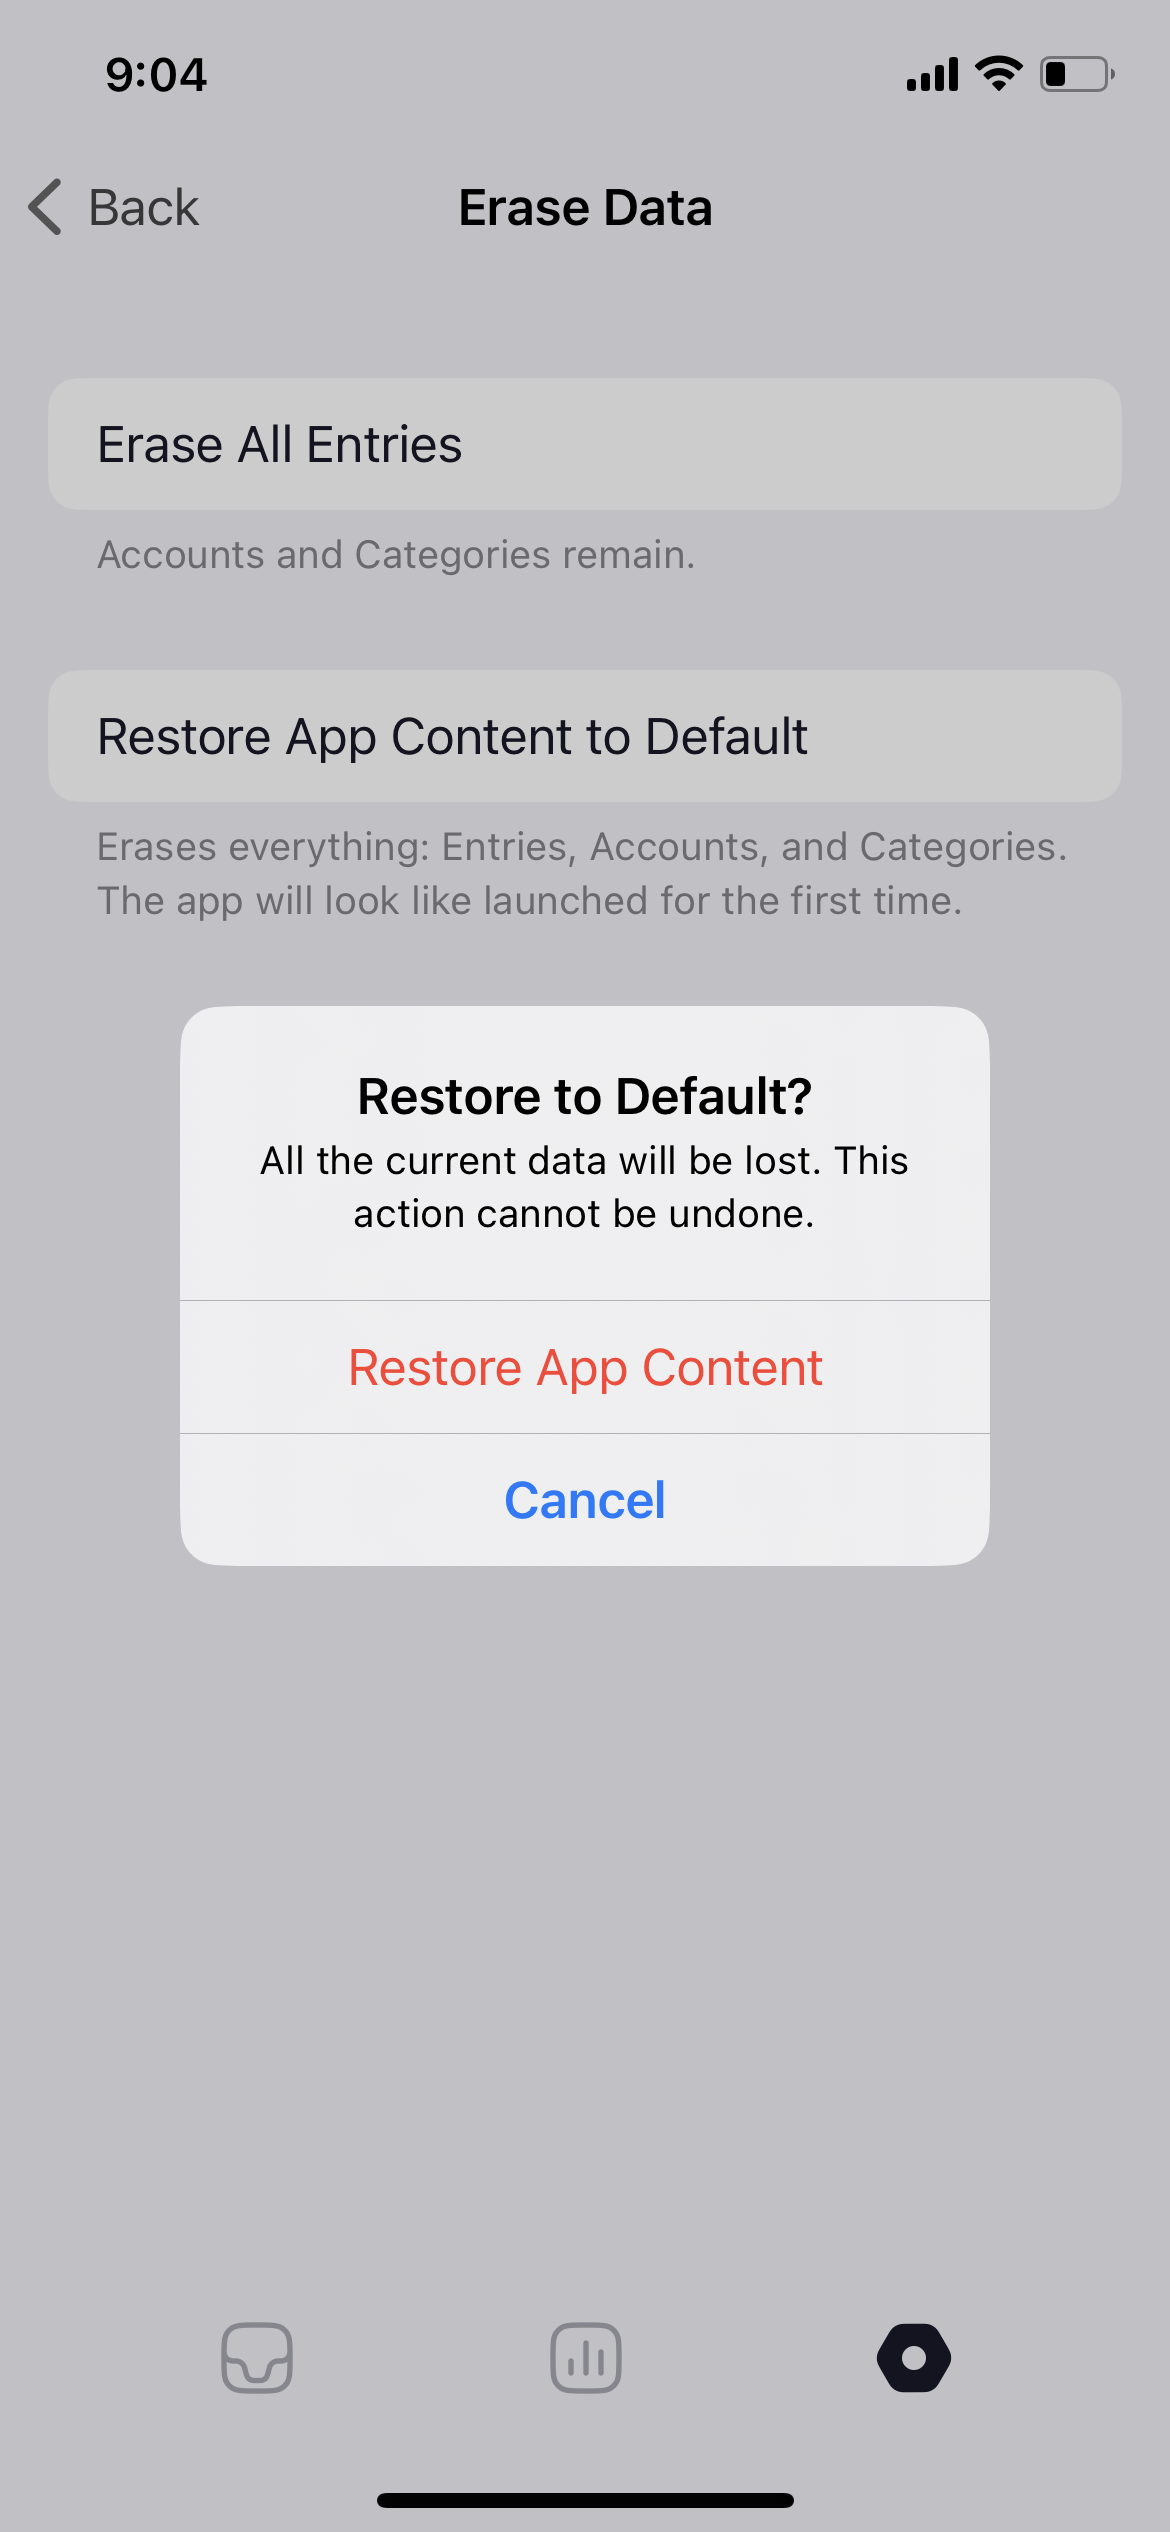 9:04
Back
Erase Data
Erase All Entries
Accounts and Categories remain.
Restore App Content to Default
Erases everything: Entries, Accounts, and Categories.
The app will look like launched for the first time.
Restore to Default?
All the current data will be lost. This
action cannot be undone.
Restore App Content
Cancel